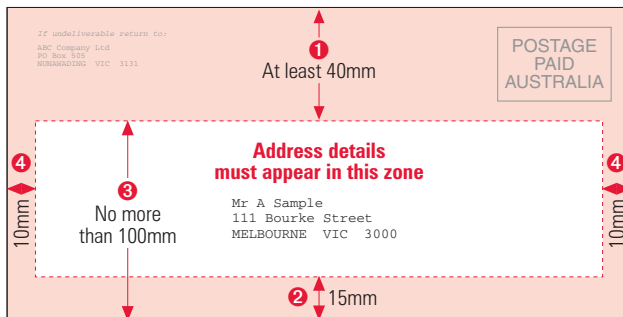 If undeliverable return to:
ABC Company Ltd
PO Box 505
NUNAWADING VIC 3131
1
At least 40mm
POSTAGE
PAID
AUSTRALIA
Address details
must appear in this zone
4
10mm
3
No more
than 100mm
Mr A Sample
111 Bourke Street
MELBOURNE VIC 3000
4
10mm
2 15mm